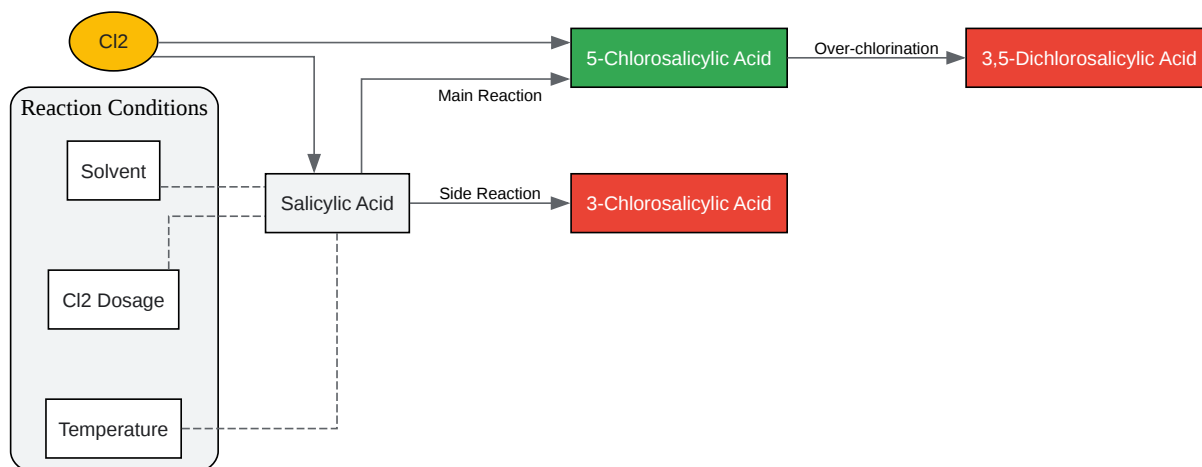 Cl2
5-Chlorosalicylic Acid
Over-chlorination
3,5-Dichlorosalicylic Acid
Main Reaction
Reaction Conditions
Solvent
Salicylic Acid
Side Reaction
3-Chlorosalicylic Acid
Cl2 Dosage
Temperature